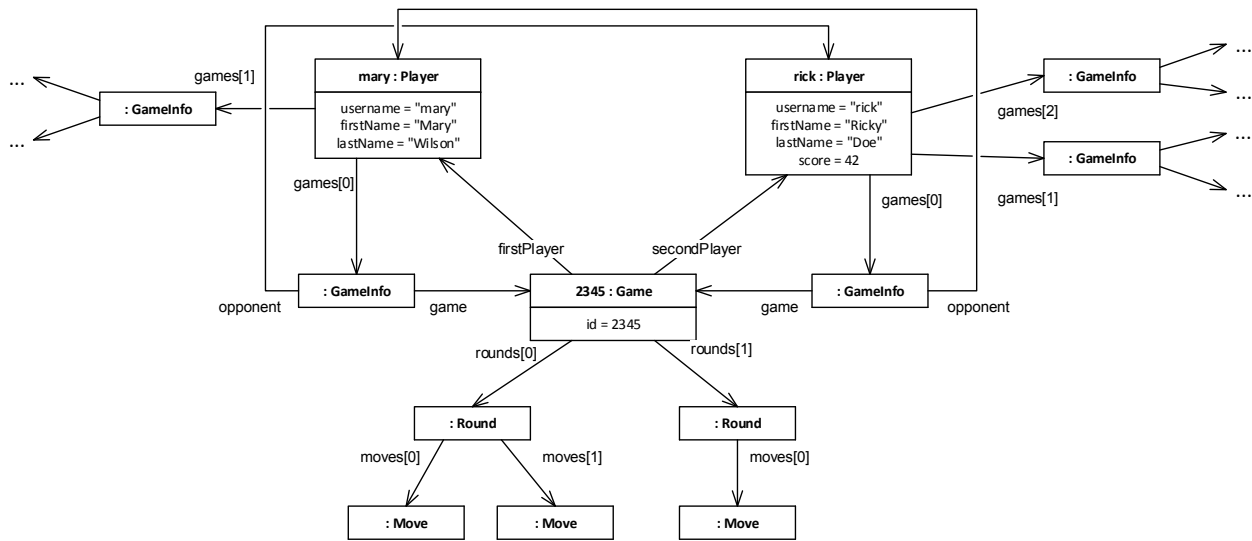 ...
games[1]
mary : Player
rick : Player
: GameInfo
...
...
: GameInfo
username = "mary"
firstName = "Mary"
lastName = "Wilson"
username = "rick"
firstName = "Ricky"
lastName = "Doe"
score = 42
games[2]
...
...
: GameInfo
...
games[0]
games[0]
games[1]
...
firstPlayer
secondPlayer
: GameInfo
2345 : Game
: GameInfo
opponent
game
game
opponent
id = 2345
rounds[0]
rounds[1]
: Round
: Round
moves[0]
moves[1]
moves[0]
: Move
: Move
: Move